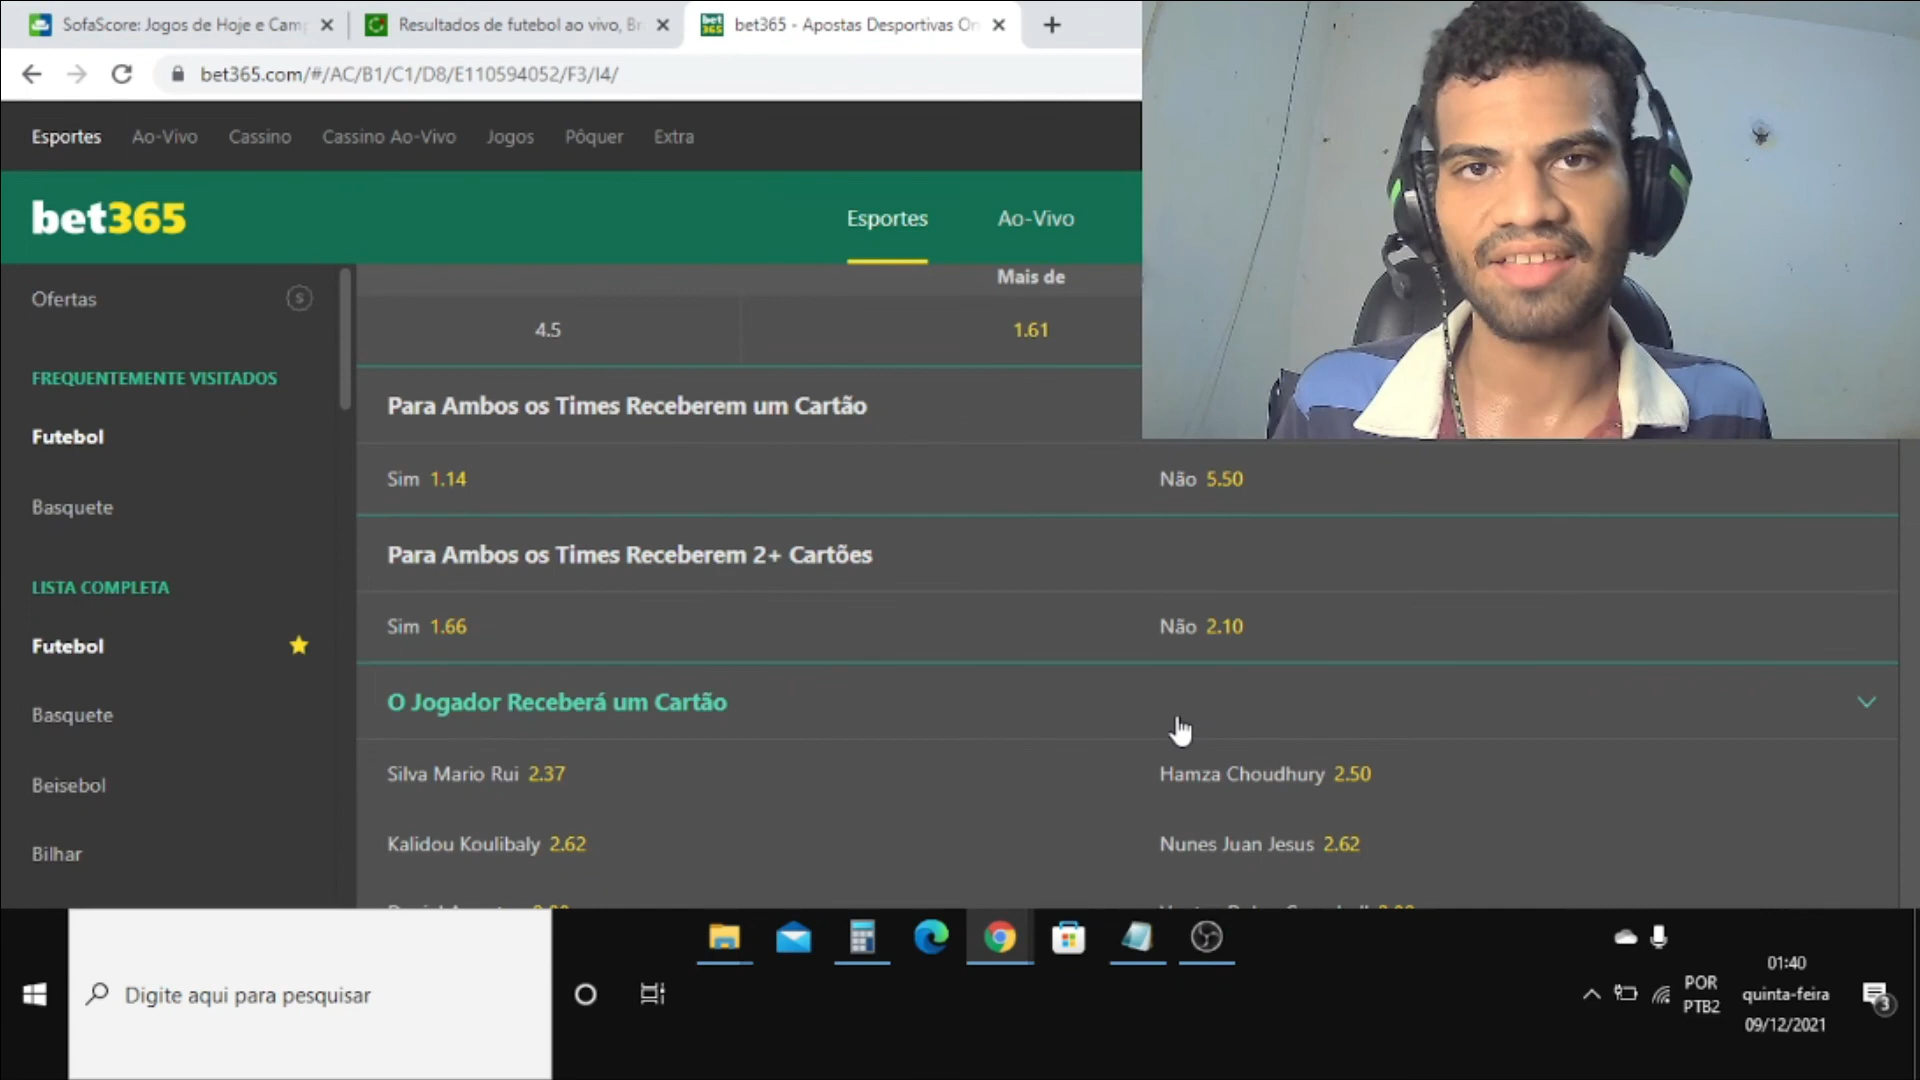 SofaScore: Jogos de Hoje e Cam
Resultados de futebol ao vivo, Br
bet365 - Apostas Desportivas On
bet365.com/#/AC/B1/C1/D8/E110594052/F3/I4/
Esportes Ao-Vivo Cassino Cassino Ao-Vivo Jogos Pôquer Extra
bet365
Esportes Ao-Vivo
Ofertas
FREQUENTEMENTE VISITADOS
Futebol
Basquete
LISTA COMPLETA
Futebol
Basquete
Beisebol
Bilhar
Mais de
4.5 1.61
Para Ambos os Times Receberem um Cartão
Sim 1.14 Não 5.50
Para Ambos os Times Receberem 2+ Cartões
Sim 1.66 Não 2.10
O Jogador Receberá um Cartão
Silva Mario Rui 2.37 Hamza Choudhury 2.50
Kalidou Koulibaly 2.62 Nunes Juan Jesus 2.62
Digite aqui para pesquisar
POR
PTB2
01:40
quinta-feira
09/12/2021
3